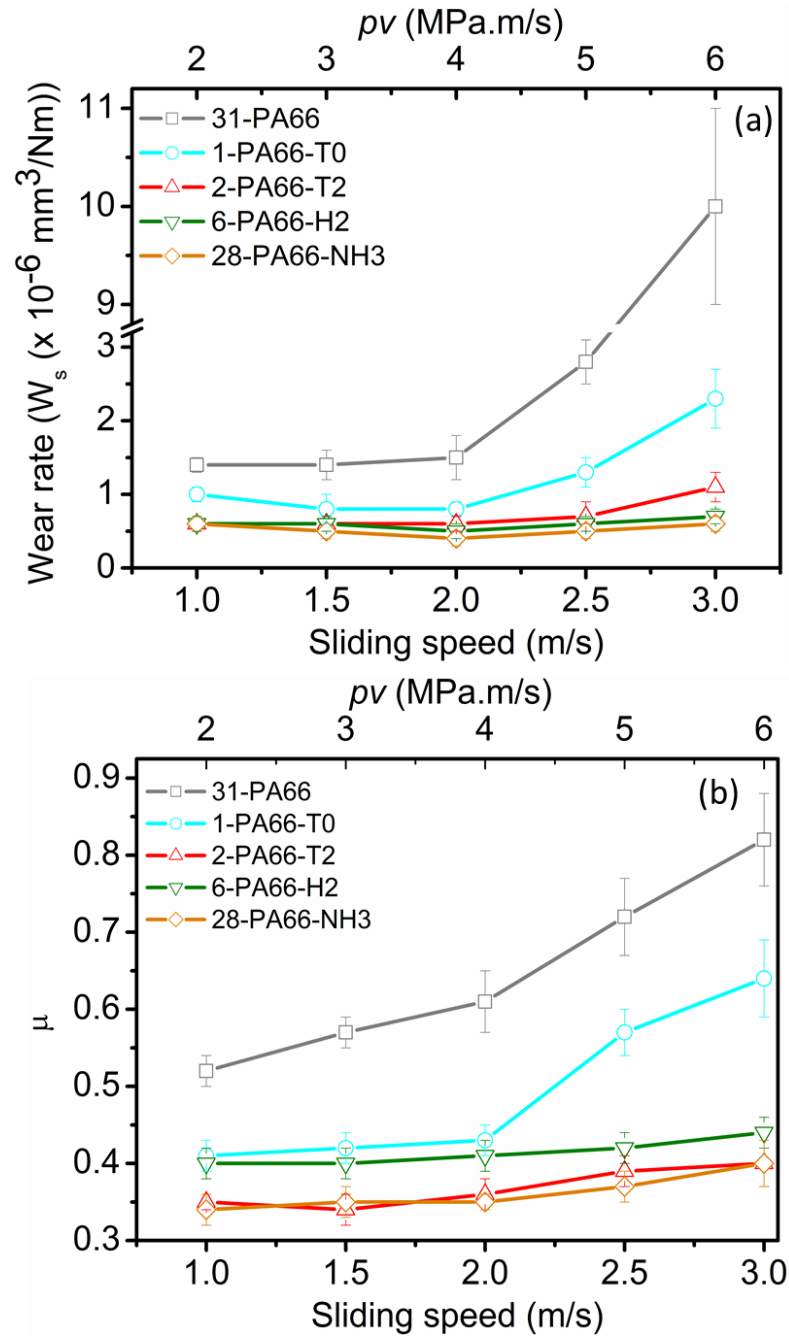 pv (MPa.m/s)
2 3 4 5 6
11
10
9
3
2
1
0
31-PA66
1-PA66-T0
2-PA66-T2
6-PA66-H2
28-PA66-NH3
(a)
Wear rate (Wₛ (x 10⁻⁶ mm³/Nm))
1.0 1.5 2.0 2.5 3.0
Sliding speed (m/s)
pv (MPa.m/s)
2 3 4 5 6
0.9
0.8
0.7
0.6
0.5
0.4
0.3
31-PA66
1-PA66-T0
2-PA66-T2
6-PA66-H2
28-PA66-NH3
(b)
μ
1.0 1.5 2.0 2.5 3.0
Sliding speed (m/s)